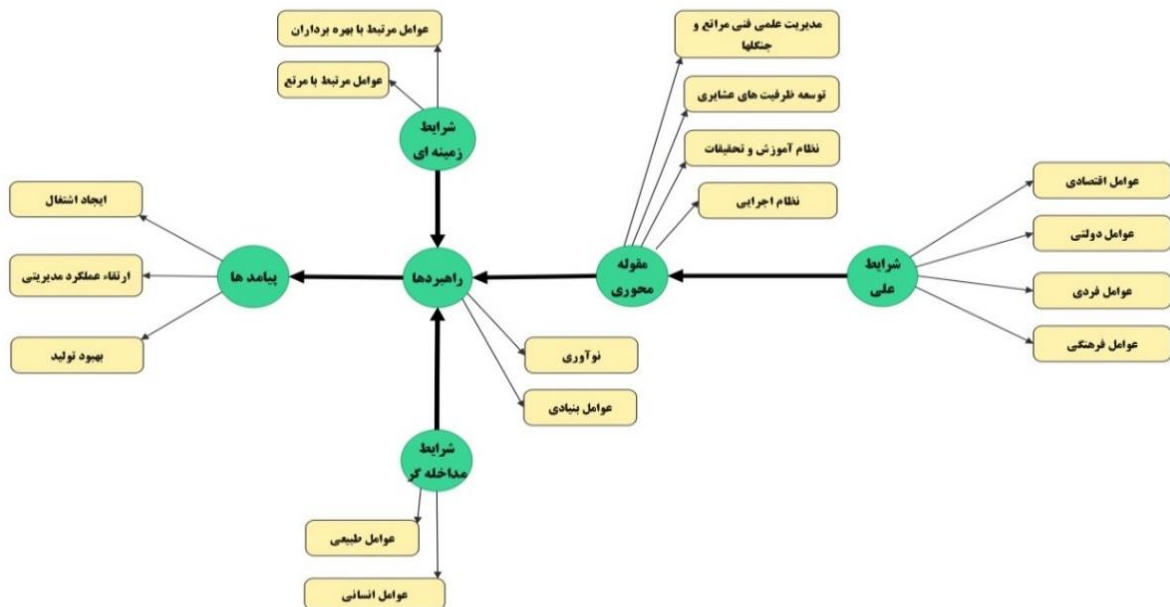 مدیریت علمی فنی مراتع و
جنگلها
توسعه ظرفیت های عشایری
نظام آموزش و تحقیقات
نظام اجرایی
عوامل مرتبط با بهره برداران
عوامل مرتبط با مرتع
شرایط
زمینه ای
عوامل اقتصادی
عوامل دولتی
عوامل فردی
عوامل فرهنگی
شرایط
علی
مقوله
محوری
راهبردها
پیامد ها
ایجاد اشتغال
ارتقاء عملکرد مدیریتی
بهبود تولید
نوآوری
عوامل بنیادی
شرایط
مداخله گر
عوامل طبیعی
عوامل انسانی